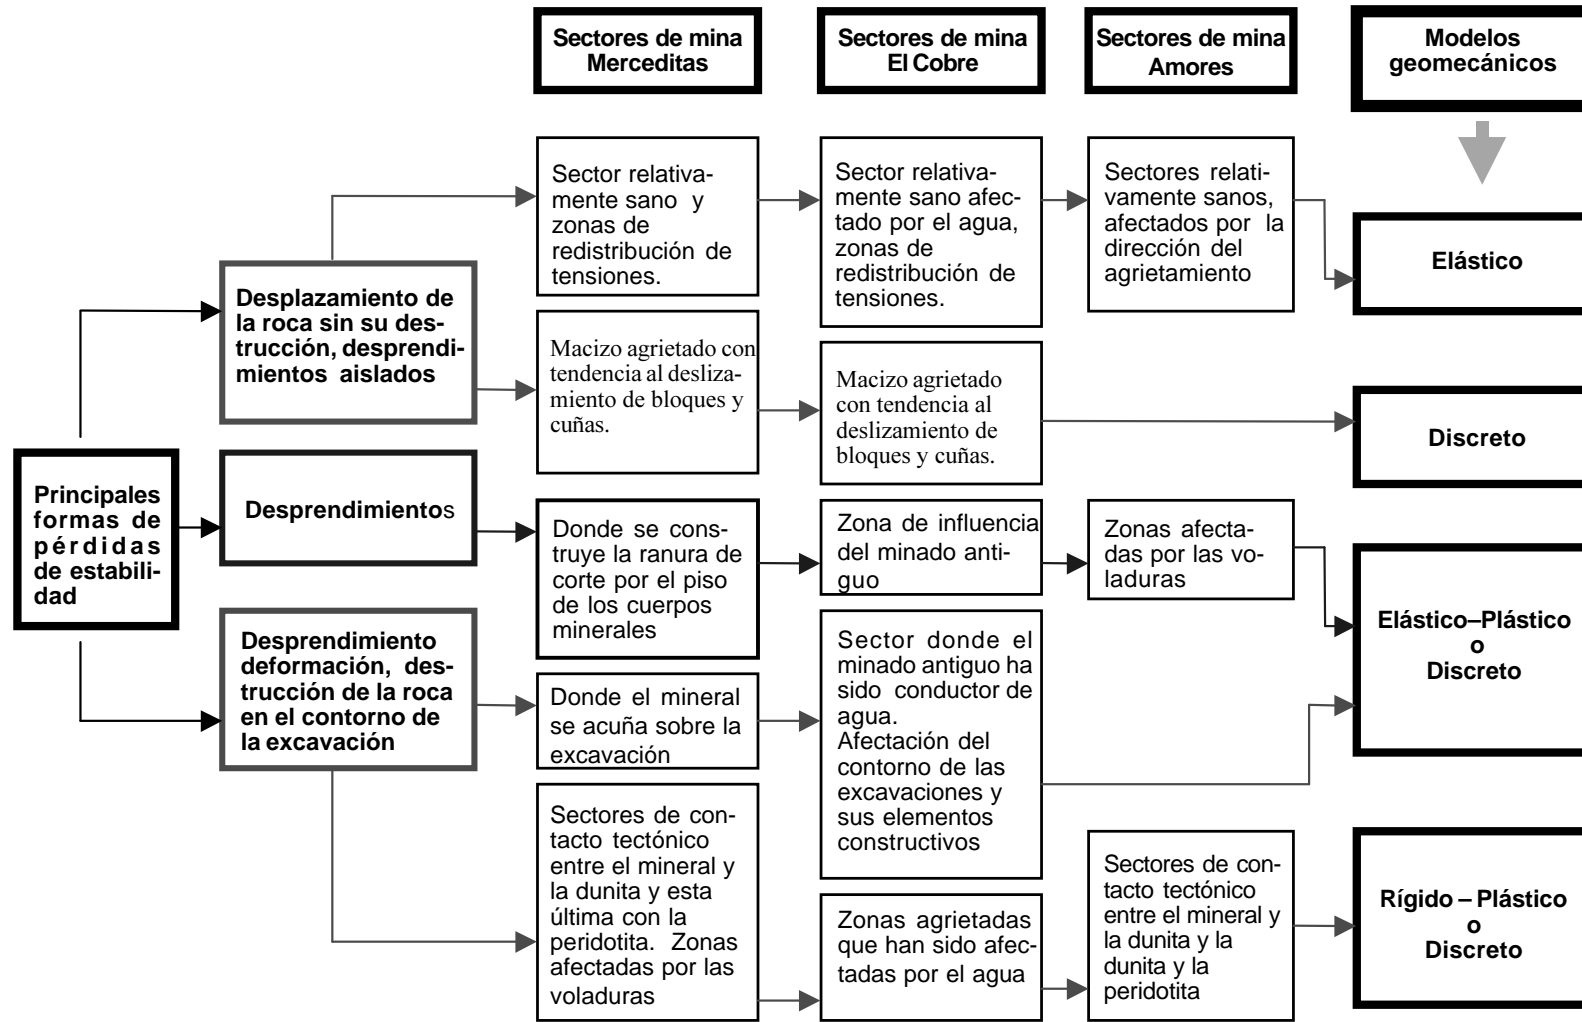 Sectores de mina
Merceditas
Sectores de mina
El Cobre
Sectores de mina
Amores
Modelos
geomecánicos
Principales
formas de
pérdidas
de estabili-
dad
Desplazamiento de
la roca sin su des-
trucción, desprendi-
mientos aislados
Sector relativa-
mente sano y
zonas de
redistribución de
tensiones.
Sector relativa-
mente sano afec-
tado por el agua,
zonas de
redistribución de
tensiones.
Sectores relati-
vamente sanos,
afectados por la
dirección del
agrietamiento
Elástico
Macizo agrietado con
tendencia al desliza-
miento de bloques y
cuñas.
Macizo agrietado
con tendencia al
deslizamiento de
bloques y cuñas.
Discreto
Desprendimientos
Donde se cons-
truye la ranura de
corte por el piso
de los cuerpos
minerales
Zona de influencia
del minado anti-
guo
Zonas afecta-
das por las vo-
laduras
Elástico–Plástico
o
Discreto
Desprendimiento
deformación, des-
trucción de la roca
en el contorno de
la excavación
Donde el mineral
se acuña sobre la
excavación
Sector donde el
minado antiguo ha
sido conductor de
agua.
Afectación del
contorno de las
excavaciones y
sus elementos
constructivos
Sectores de con-
tacto tectónico
entre el mineral y
la dunita y esta
última con la
peridotita. Zonas
afectadas por las
voladuras
Zonas agrietadas
que han sido afec-
tadas por el agua
Sectores de con-
tacto tectónico
entre el mineral y
la dunita y la
dunita y la
peridotita
Rígido – Plástico
o
Discreto